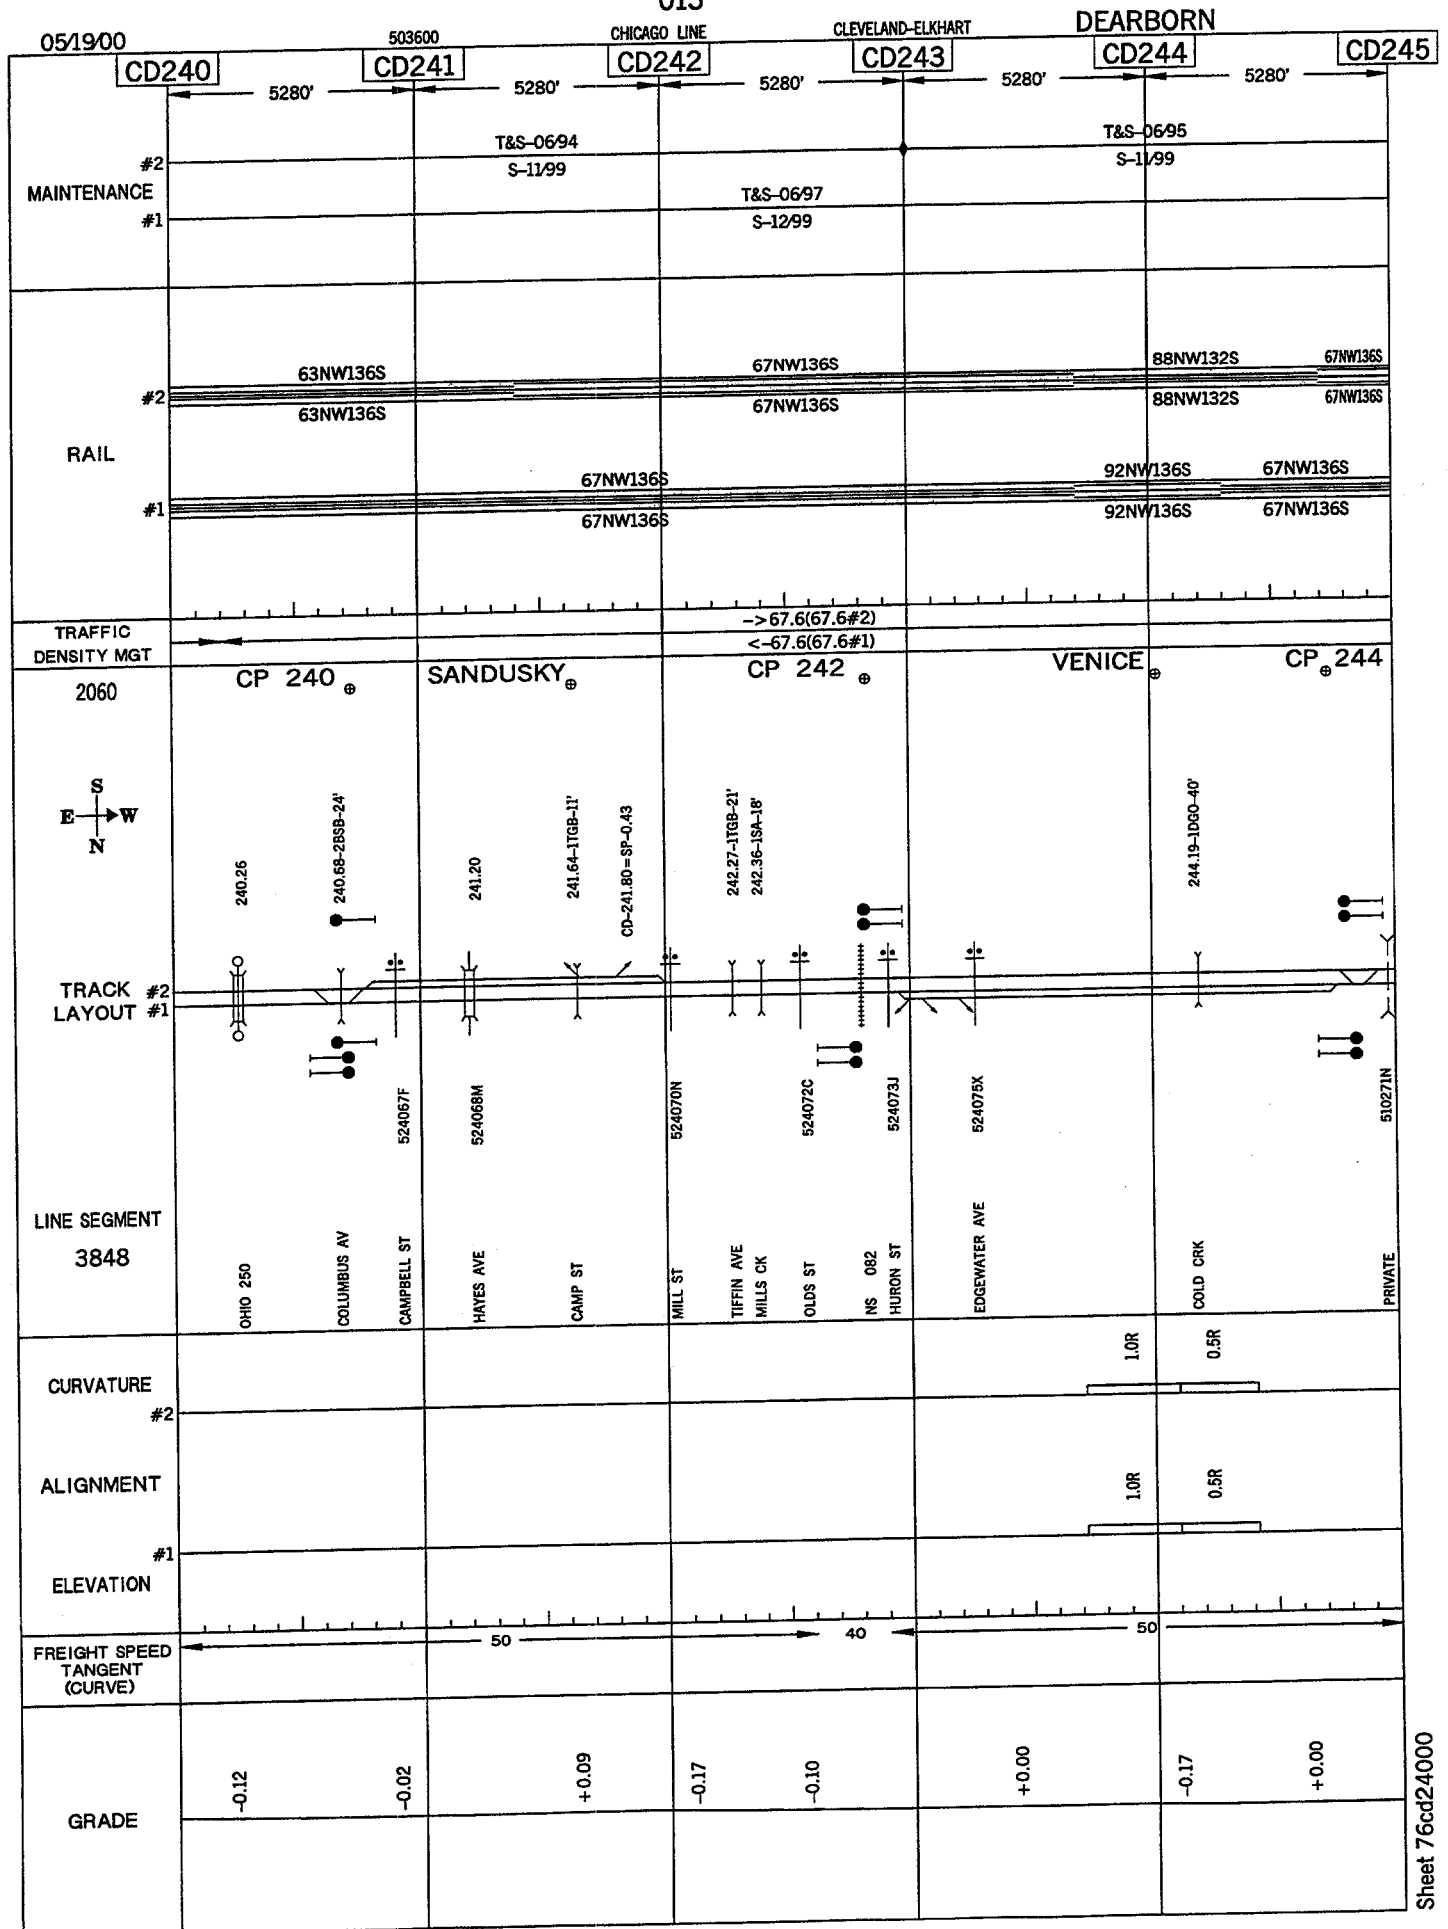 013
05/19/00
503600
CHICAGO LINE
CLEVELAND-ELKHART
DEARBORN
CD240
CD241
CD242
CD243
CD244
CD245
5280'
5280'
5280'
5280'
5280'
MAINTENANCE
#2
T&S-06/94
S-11/99
T&S-06/95
S-11/99
#1
T&S-06/97
S-12/99
RAIL
#2
63NW136S
67NW136S
88NW132S
67NW136S
63NW136S
67NW136S
88NW132S
67NW136S
#1
67NW136S
92NW136S
67NW136S
67NW136S
92NW136S
67NW136S
TRAFFIC
DENSITY MGT
->67.6(67.6#2)
<-67.6(67.6#1)
2060
CP 240
SANDUSKY
CP 242
VENICE
CP 244
S
E W
N
240.26
240.68-2BSB-24'
241.20
241.64-1TGB-11'
CD-241.80=SP-0.43
242.27-1TGB-21'
242.36-1SA-18'
244.19-1DGO-40'
TRACK #2
LAYOUT #1
524067F
524068M
524070N
524072C
524073J
524075X
510271N
LINE SEGMENT
3848
OHIO 250
COLUMBUS AV
CAMPBELL ST
HAYES AVE
CAMP ST
MILL ST
TIFFIN AVE
MILLS CK
OLDS ST
NS 082
HURON ST
EDGEWATER AVE
COLD CRK
PRIVATE
CURVATURE
#2
1.0R
0.5R
ALIGNMENT
#1
1.0R
0.5R
ELEVATION
FREIGHT SPEED
TANGENT
(CURVE)
50
40
50
GRADE
-0.12
-0.02
+0.09
-0.17
-0.10
+0.00
-0.17
+0.00
Sheet 76cd24000